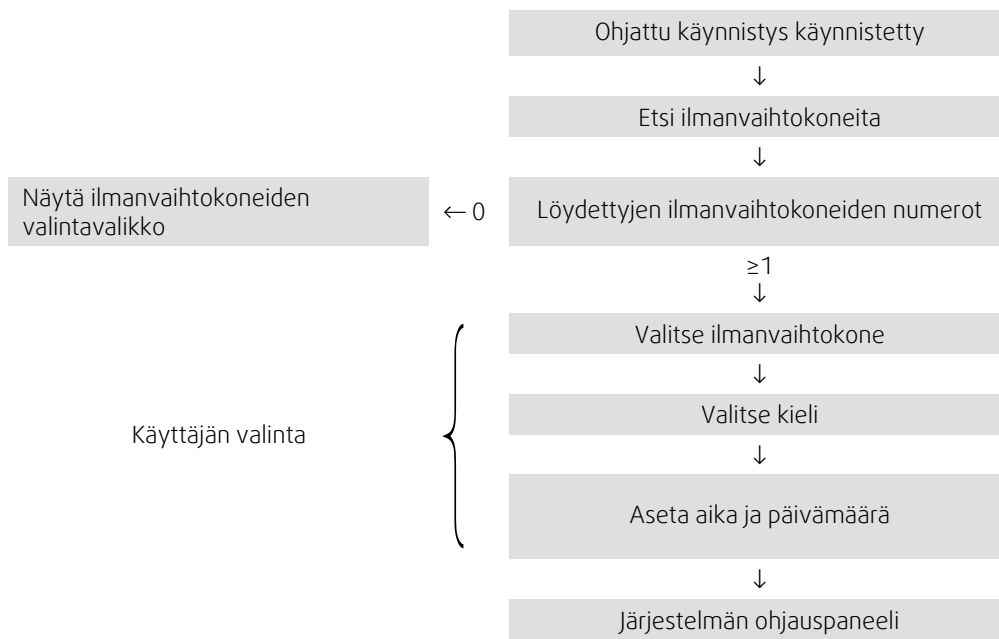 Ohjattu käynnistys käynnistetty
↓
Etsi ilmanvaihtokoneita
↓
Näytä ilmanvaihtokoneiden
valintavalikko
← 0
Löydettyjen ilmanvaihtokoneiden numerot
≥1
↓
Valitse ilmanvaihtokone
↓
Valitse kieli
↓
Käyttäjän valinta
Aseta aika ja päivämäärä
↓
Järjestelmän ohjauspaneeli